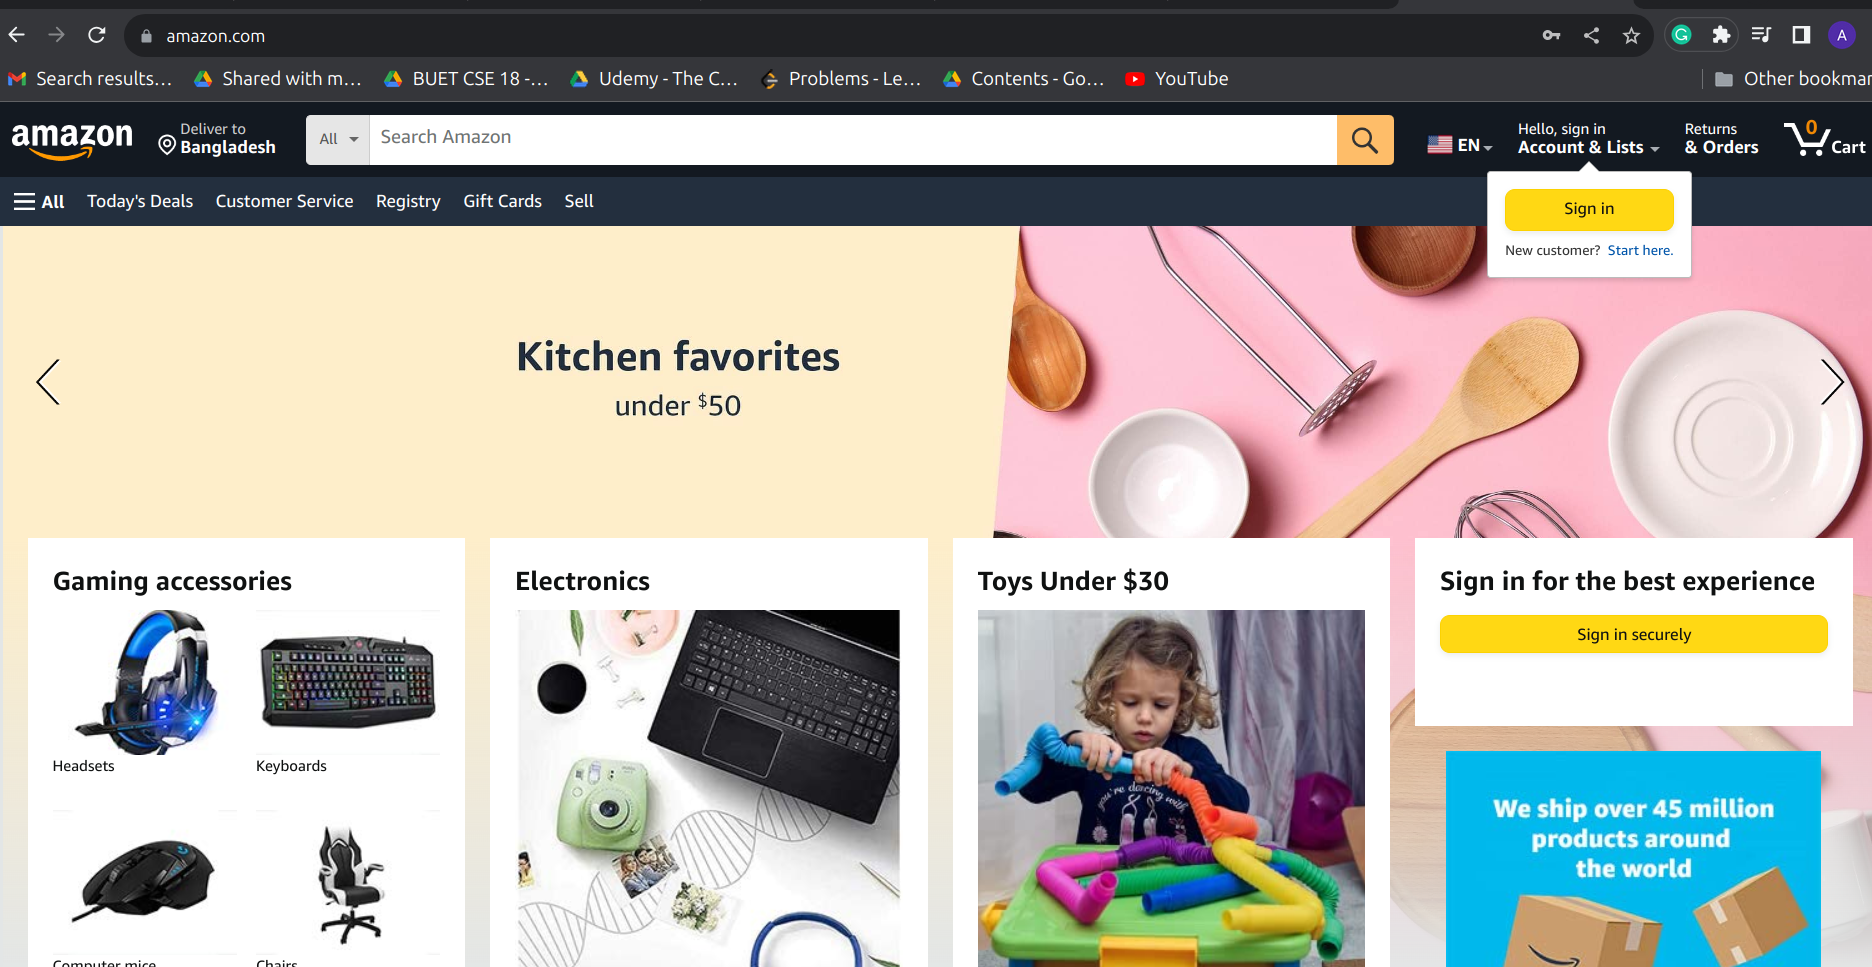 amazon.com
Search results...
Shared with m...
BUET CSE 18 -...
Udemy - The C...
Problems - Le...
Contents - Go...
YouTube
Other bookmar
A
amazon
Deliver to
Bangladesh
All
Search Amazon
EN
Hello, sign in
Account & Lists
Returns
& Orders
0
Cart
All
Today's Deals
Customer Service
Registry
Gift Cards
Sell
Sign in
New customer? Start here.
Kitchen favorites
under $50
Gaming accessories
Headsets
Keyboards
Computer mice
Chairs
Electronics
Toys Under $30
you're dancing with
Sign in for the best experience
Sign in securely
We ship over 45 million
products around
the world